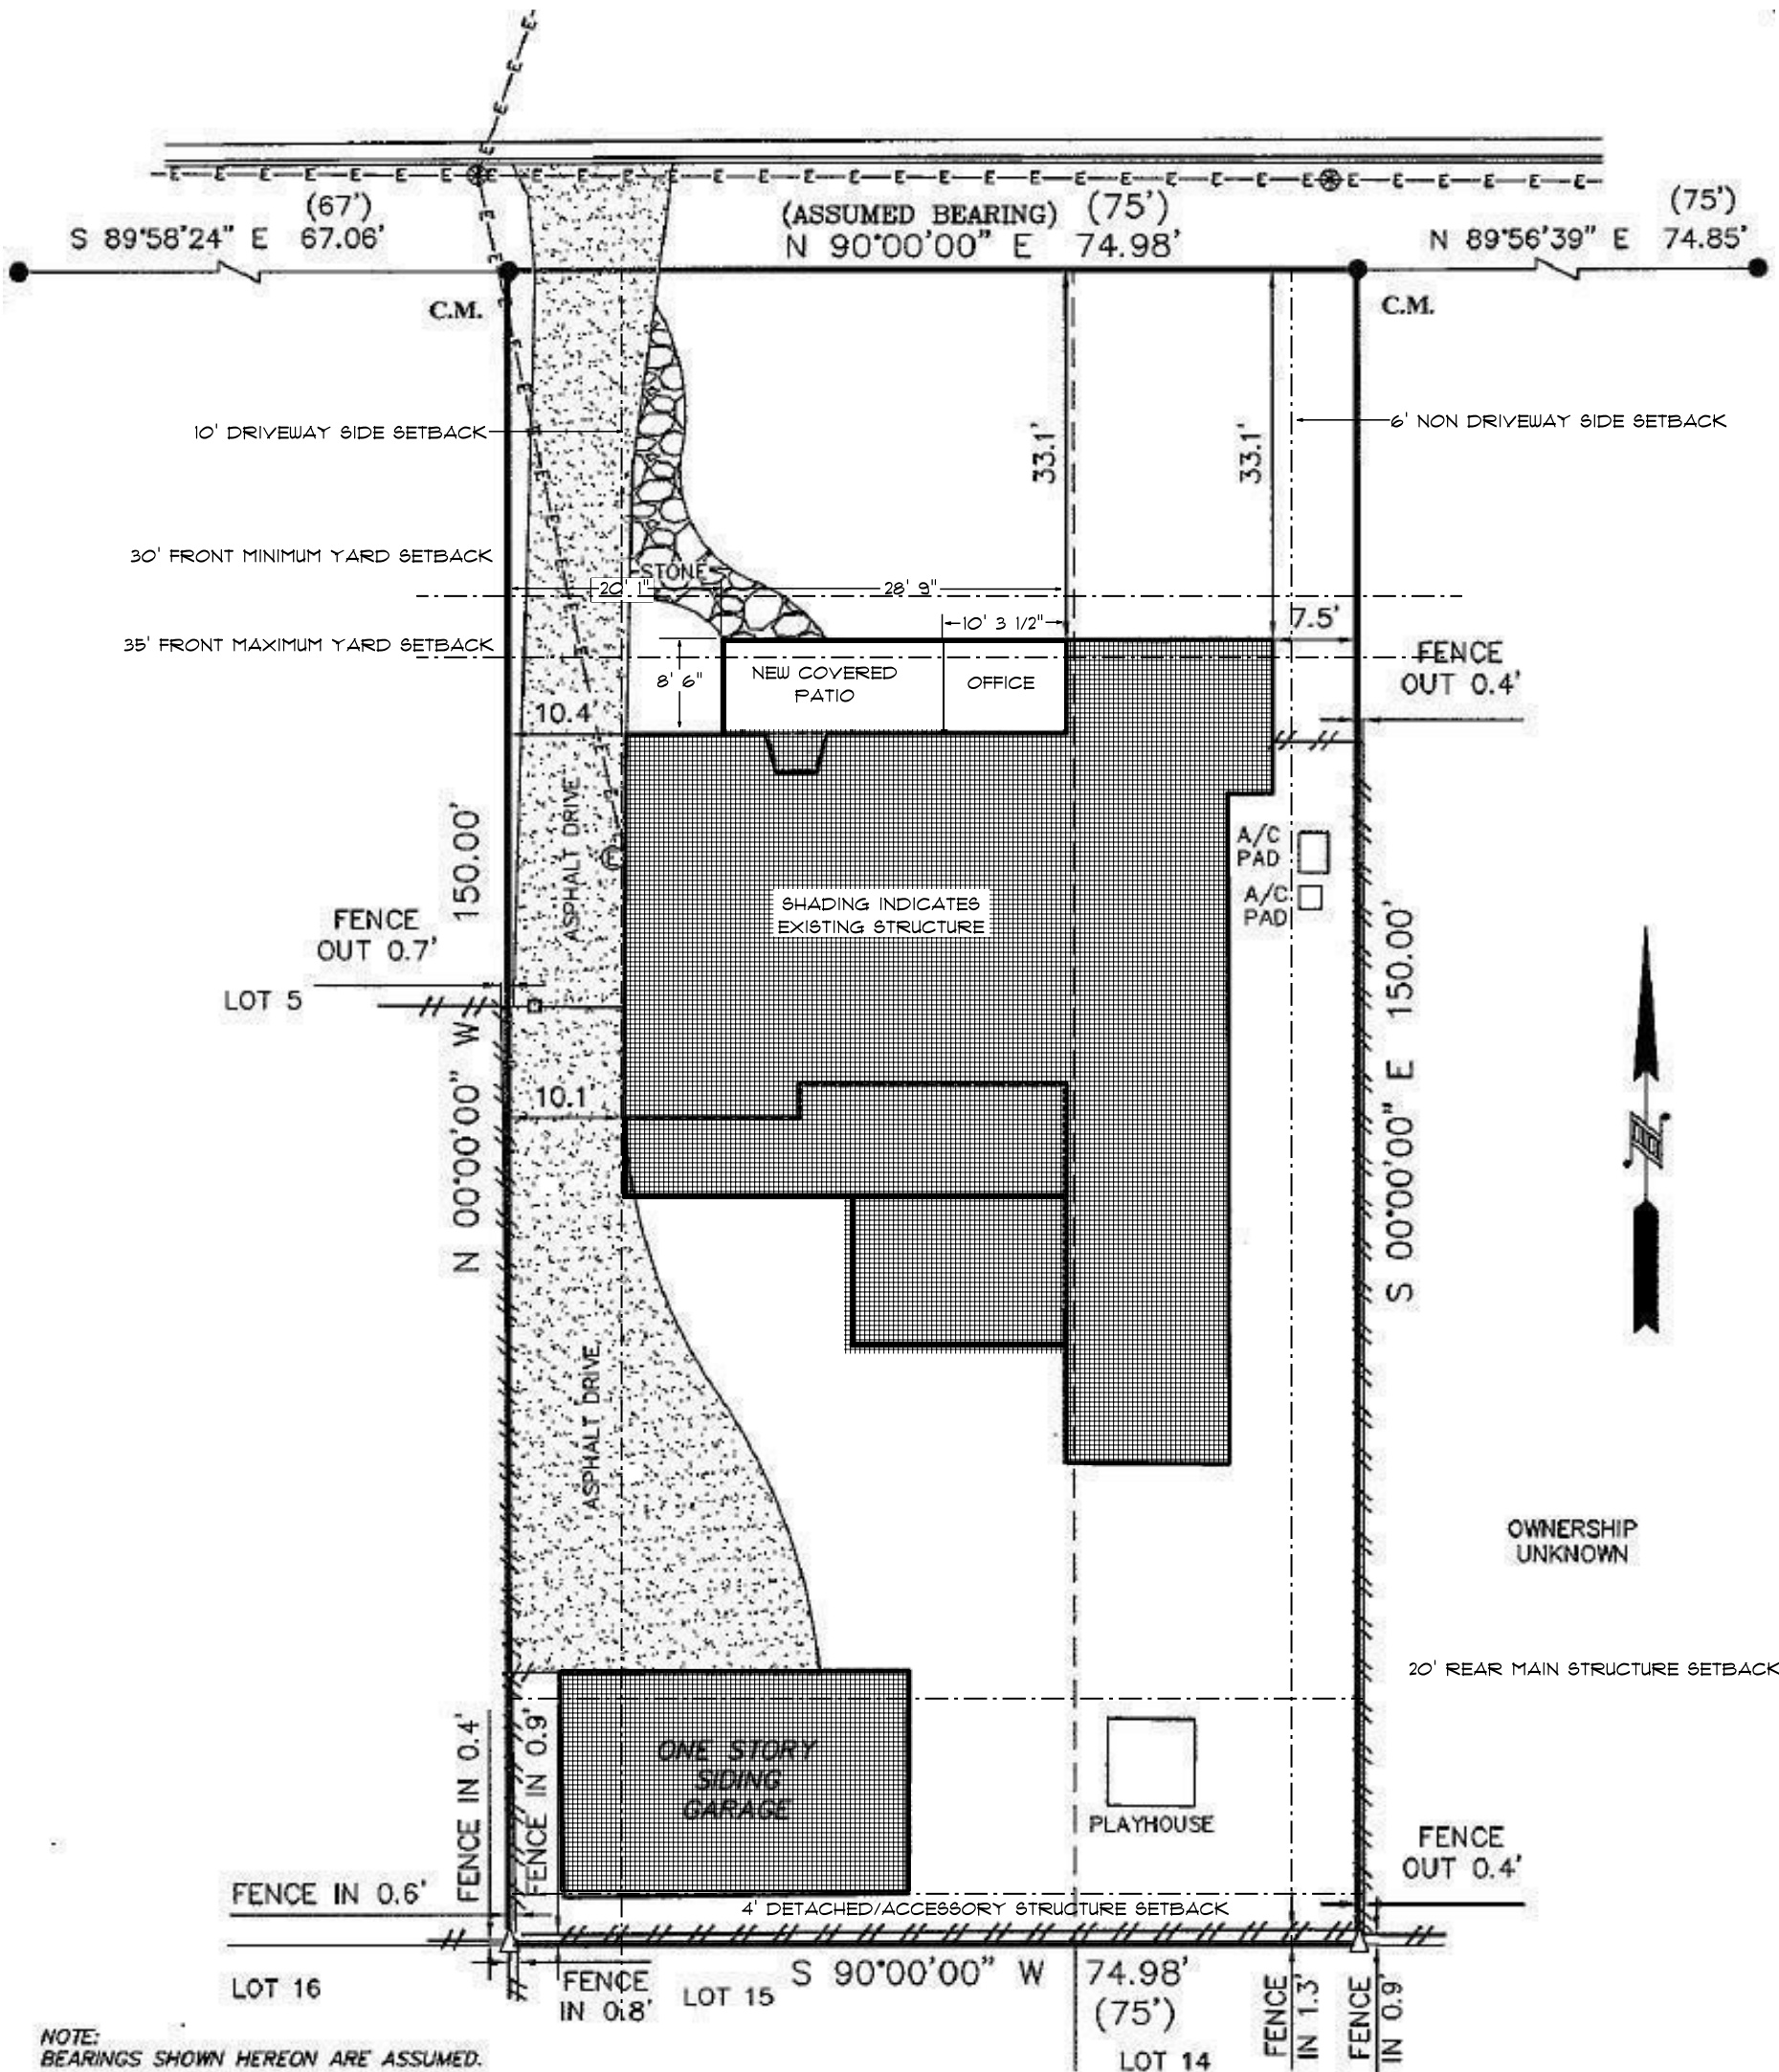 (67')
S 89°58'24" E 67.06'
(ASSUMED BEARING) (75')
N 90°00'00" E 74.98'
(75')
N 89°56'39" E 74.85'
C.M.
C.M.
10' DRIVEWAY SIDE SETBACK
6' NON DRIVEWAY SIDE SETBACK
33.1'
33.1'
30' FRONT MINIMUM YARD SETBACK
STONE
20' 1"
28' 9"
10' 3 1/2"
7.5'
35' FRONT MAXIMUM YARD SETBACK
8' 6"
NEW COVERED
PATIO
OFFICE
FENCE
OUT 0.4'
10.4'
ASPHALT DRIVE
150.00'
A/C
PAD
A/C
PAD
SHADING INDICATES
EXISTING STRUCTURE
FENCE
OUT 0.7'
LOT 5
E
N 00°00'00" W
S 00°00'00" E 150.00'
10.1
N
ASPHALT DRIVE
OWNERSHIP
UNKNOWN
20' REAR MAIN STRUCTURE SETBACK
ONE STORY
SIDING
GARAGE
PLAYHOUSE
FENCE IN 0.4'
FENCE IN 0.9'
FENCE
OUT 0.4'
FENCE IN 0.6'
4' DETACHED/ACCESSORY STRUCTURE SETBACK
S 90°00'00" W 74.98'
(75')
LOT 16
FENCE
IN 0.8'
LOT 15
LOT 14
FENCE
IN 1.3'
FENCE
IN 0.9'
NOTE:
BEARINGS SHOWN HEREON ARE ASSUMED.